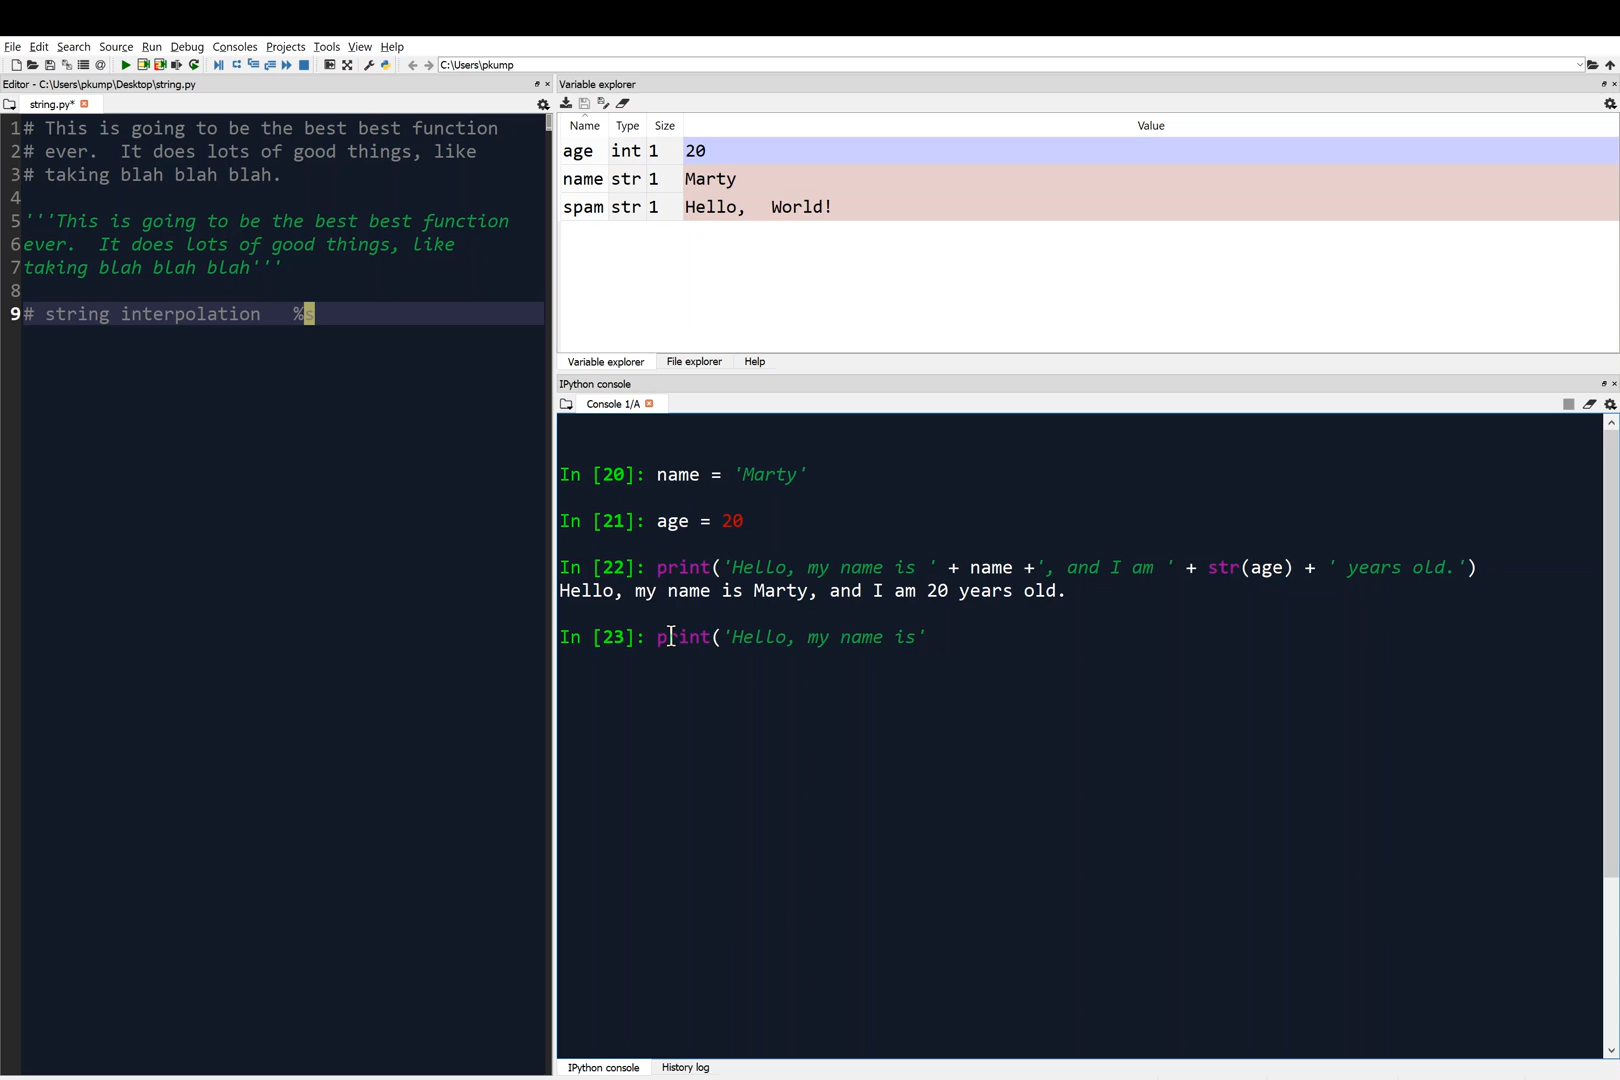 File Edit Search Source Run Debug Consoles Projects Tools View Help
C:\Users\pkump
Editor - C:\Users\pkump\Desktop\string.py
string.py*
1# This is going to be the best best function
2# ever.  It does lots of good things, like
3# taking blah blah blah.
4
5'''This is going to be the best best function
6ever.  It does lots of good things, like
7taking blah blah blah'''
8
9# string interpolation   %s
Variable explorer
Name Type Size Value
age int 1 20
name str 1 Marty
spam str 1 Hello,   World!
Variable explorer File explorer Help
IPython console
Console 1/A
In [20]: name = 'Marty'
In [21]: age = 20
In [22]: print('Hello, my name is ' + name +', and I am ' + str(age) + ' years old.')
Hello, my name is Marty, and I am 20 years old.
In [23]: print('Hello, my name is'
IPython console History log